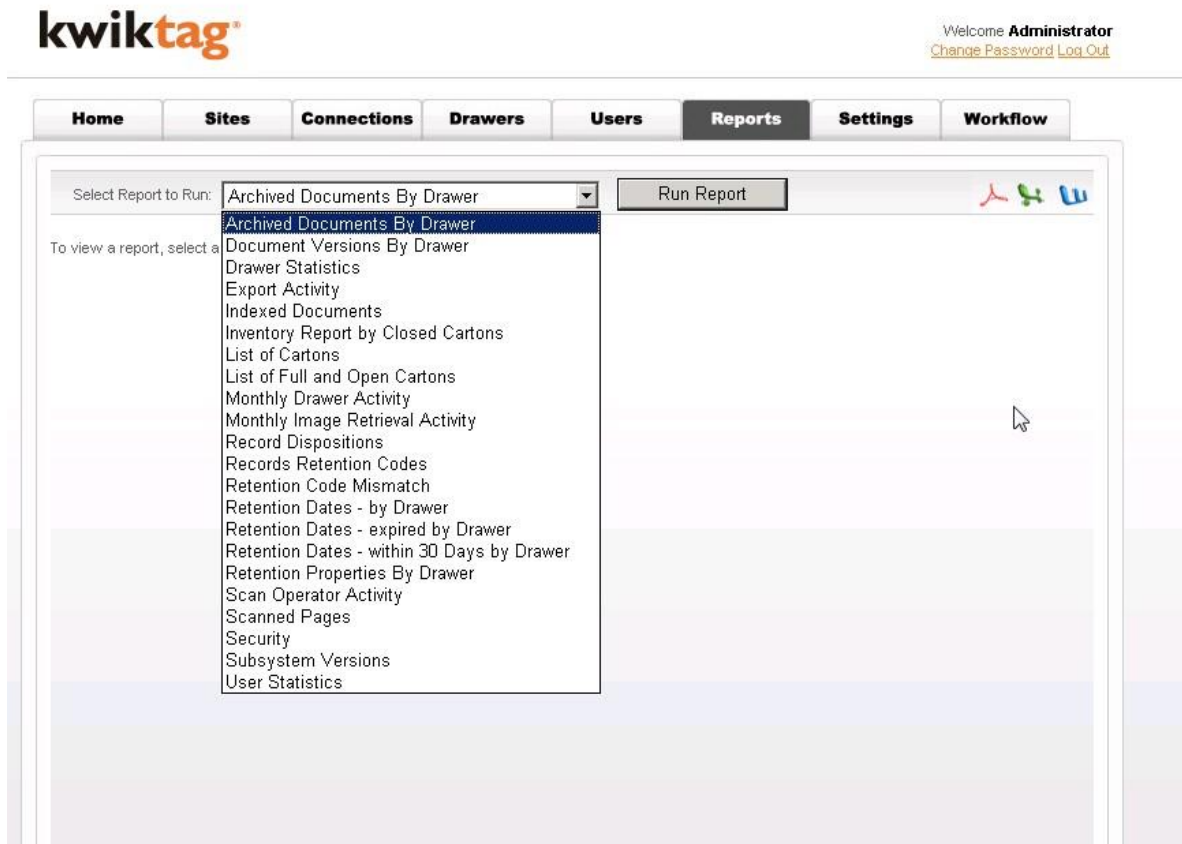 kwiktag®
Welcome Administrator
Change Password Log Out
Home Sites Connections Drawers Users Reports Settings Workflow
Select Report to Run: Archived Documents By Drawer Run Report
To view a report, select a
Archived Documents By Drawer
Document Versions By Drawer
Drawer Statistics
Export Activity
Indexed Documents
Inventory Report by Closed Cartons
List of Cartons
List of Full and Open Cartons
Monthly Drawer Activity
Monthly Image Retrieval Activity
Record Dispositions
Records Retention Codes
Retention Code Mismatch
Retention Dates - by Drawer
Retention Dates - expired by Drawer
Retention Dates - within 30 Days by Drawer
Retention Properties By Drawer
Scan Operator Activity
Scanned Pages
Security
Subsystem Versions
User Statistics